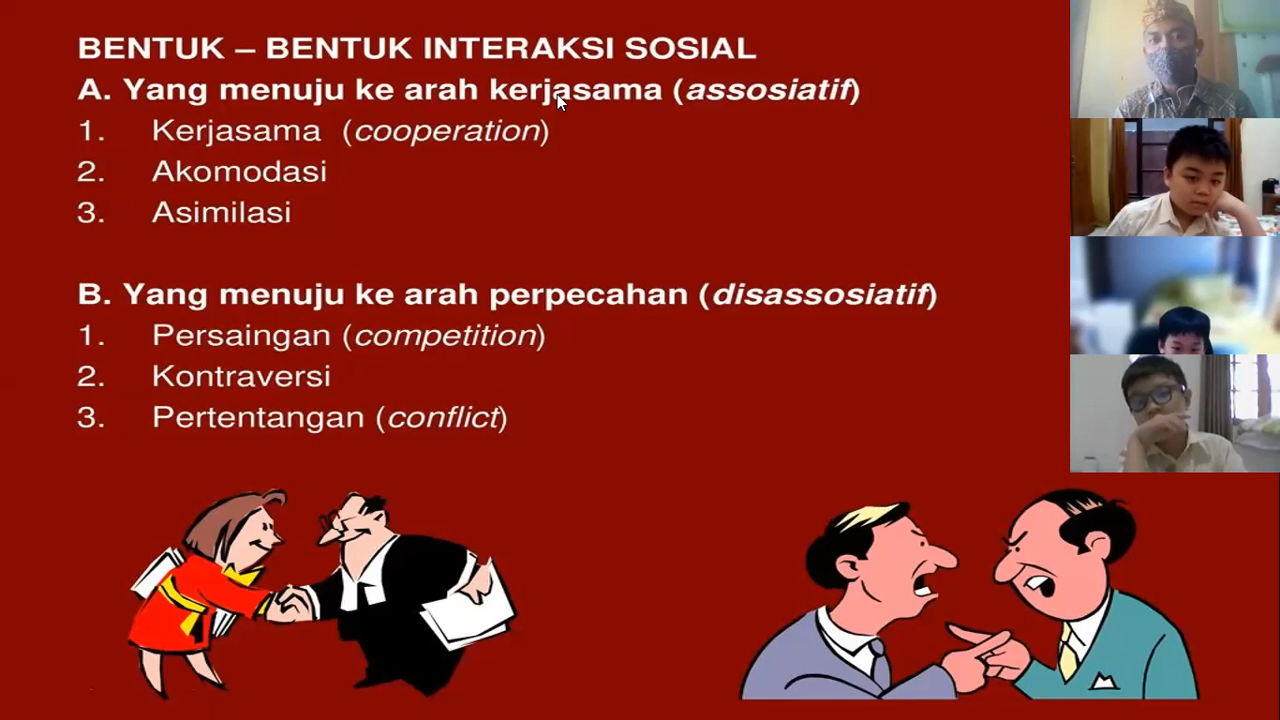 BENTUK – BENTUK INTERAKSI SOSIAL
A. Yang menuju ke arah kerjasama (assosiatif)
1. Kerjasama (cooperation)
2. Akomodasi
3. Asimilasi
B. Yang menuju ke arah perpecahan (disassosiatif)
1. Persaingan (competition)
2. Kontraversi
3. Pertentangan (conflict)